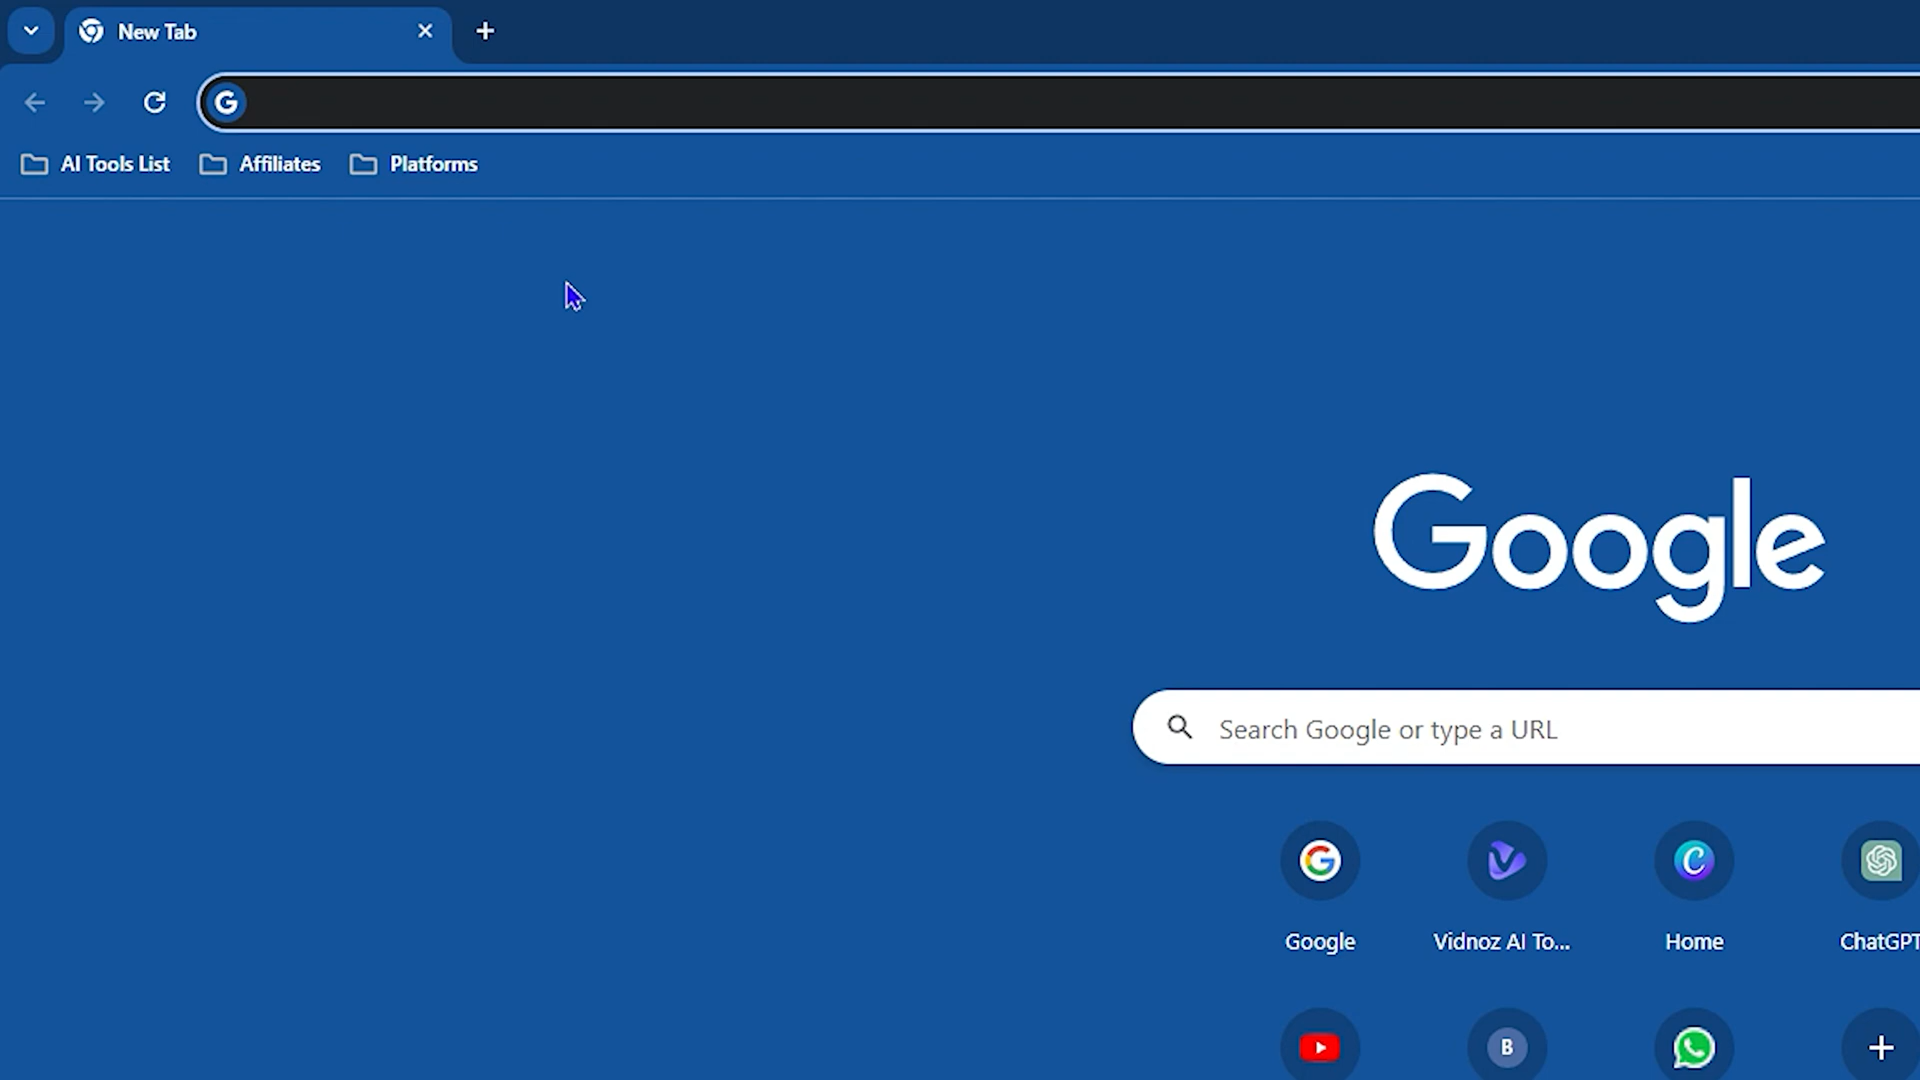 New Tab
AI Tools List
Affiliates
Platforms
Google
Search Google or type a URL
Google
Vidnoz AI To...
Home
ChatGPT
B